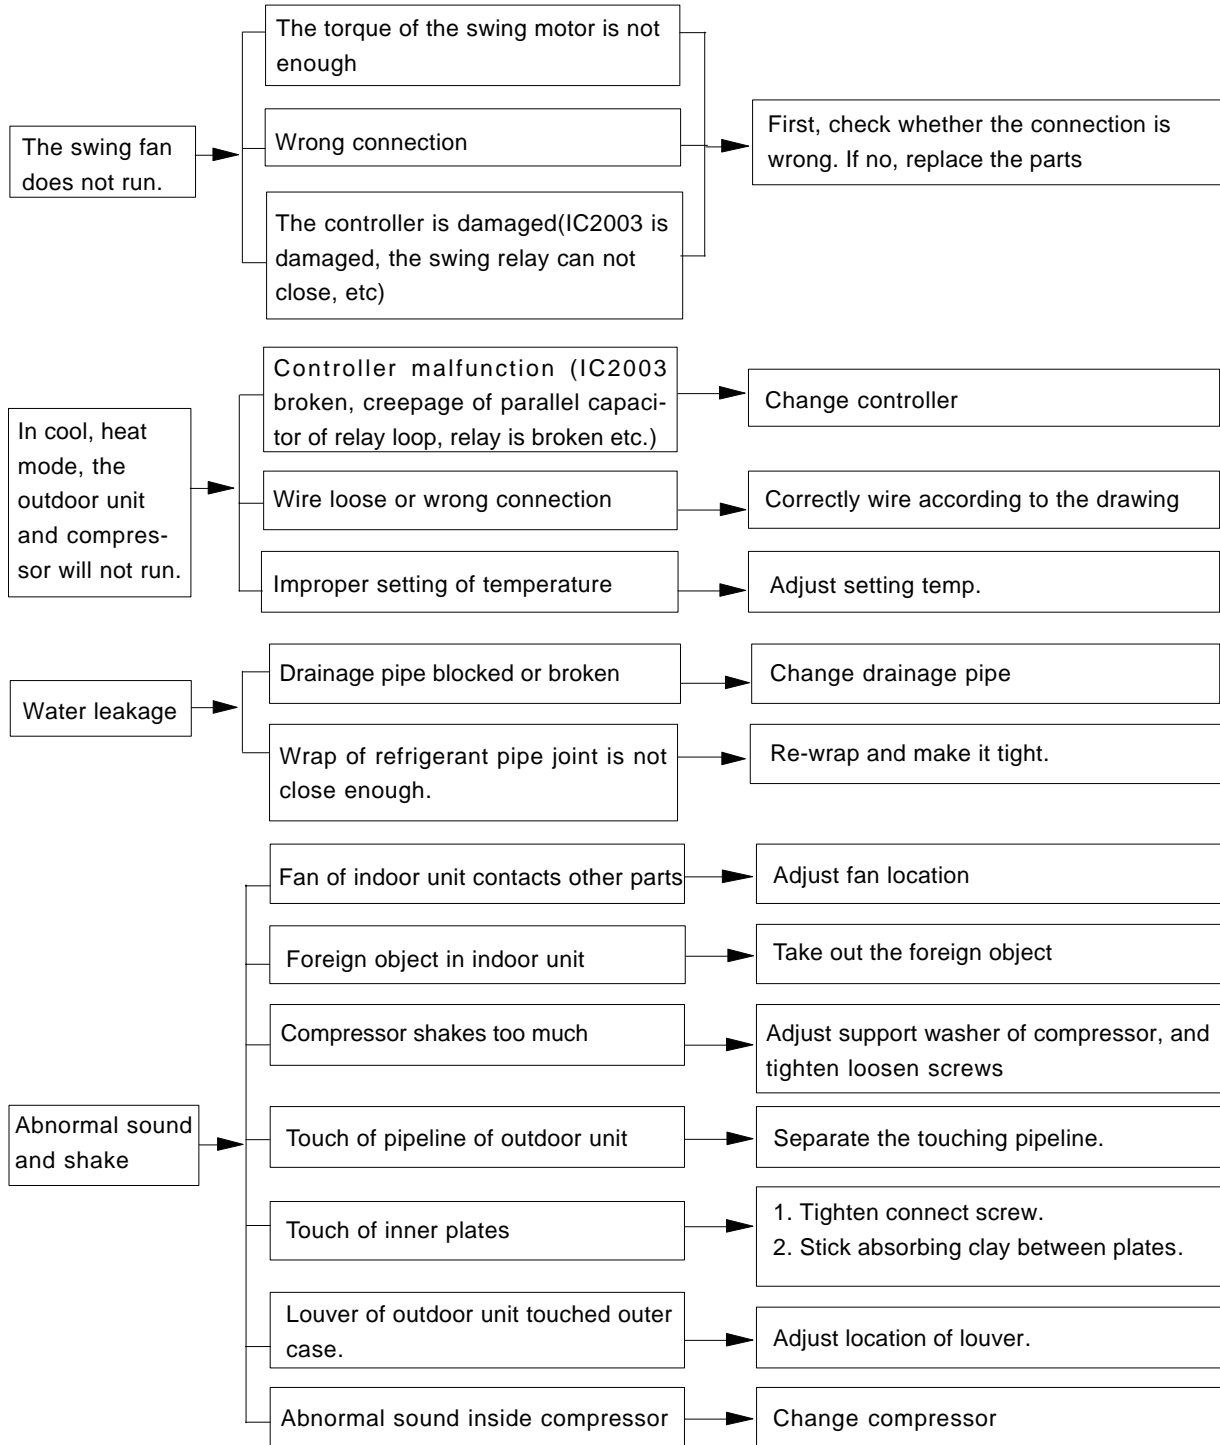 The torque of the swing motor is not
enough
The swing fan
does not run.
Wrong connection
First, check whether the connection is
wrong. If no, replace the parts
The controller is damaged(IC2003 is
damaged, the swing relay can not
close, etc)
In cool, heat
mode, the
outdoor unit
and compres-
sor will not run.
Controller malfunction (IC2003
broken, creepage of parallel capaci-
tor of relay loop, relay is broken etc.)
Change controller
Wire loose or wrong connection
Correctly wire according to the drawing
Improper setting of temperature
Adjust setting temp.
Water leakage
Drainage pipe blocked or broken
Change drainage pipe
Wrap of refrigerant pipe joint is not
close enough.
Re-wrap and make it tight.
Abnormal sound
and shake
Fan of indoor unit contacts other parts
Adjust fan location
Foreign object in indoor unit
Take out the foreign object
Compressor shakes too much
Adjust support washer of compressor, and
tighten loosen screws
Touch of pipeline of outdoor unit
Separate the touching pipeline.
Touch of inner plates
1. Tighten connect screw.
2. Stick absorbing clay between plates.
Louver of outdoor unit touched outer
case.
Adjust location of louver.
Abnormal sound inside compressor
Change compressor